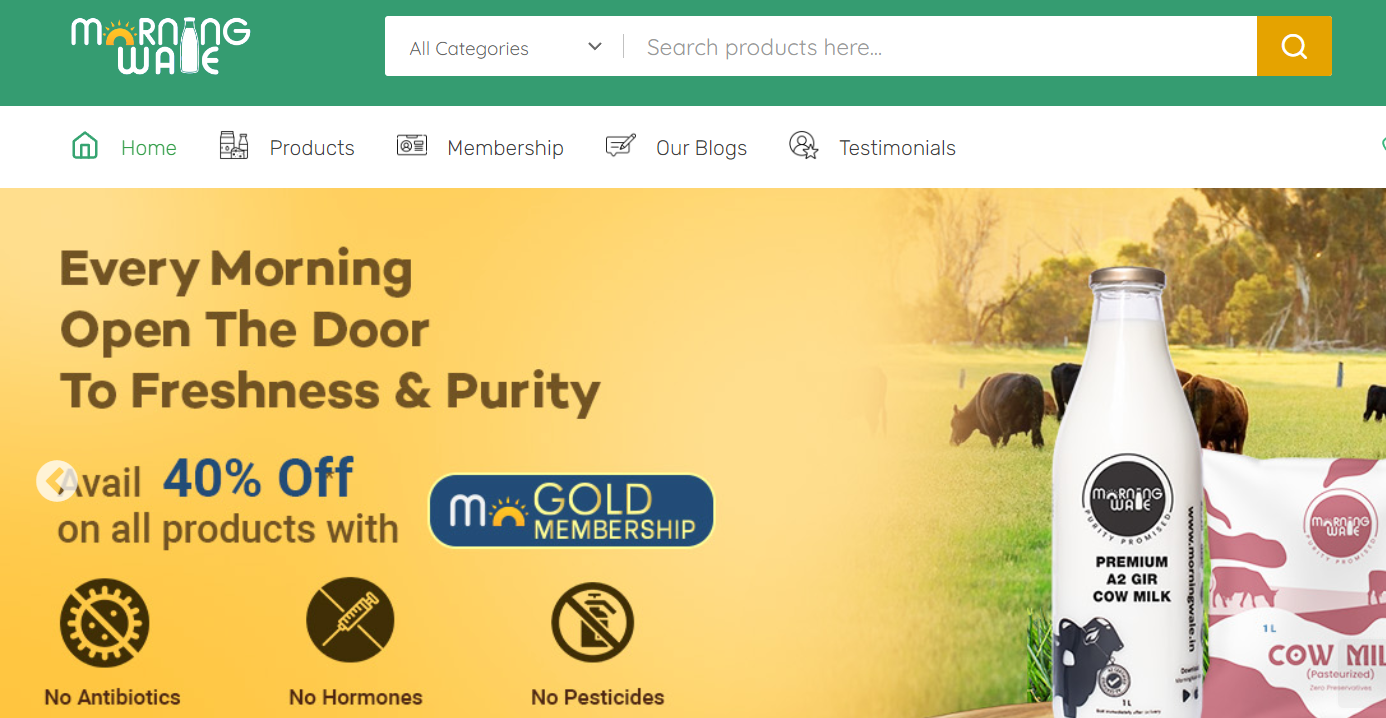 MORNING
WALE
All Categories
Search products here...
Home
Products
Membership
Our Blogs
Testimonials
Every Morning
Open The Door
To Freshness & Purity
Avail 40% Off
on all products with
mo GOLD
MEMBERSHIP
No Antibiotics
No Hormones
No Pesticides
MORNING
WALE
PURITY PROMISED
PREMIUM
A2 GIR
COW MILK
www.morningwale.in
1 L
MORNING
WALE
PURITY PROMISED
1 L
COW MIL
(Pasteurized)
Zero Preservatives